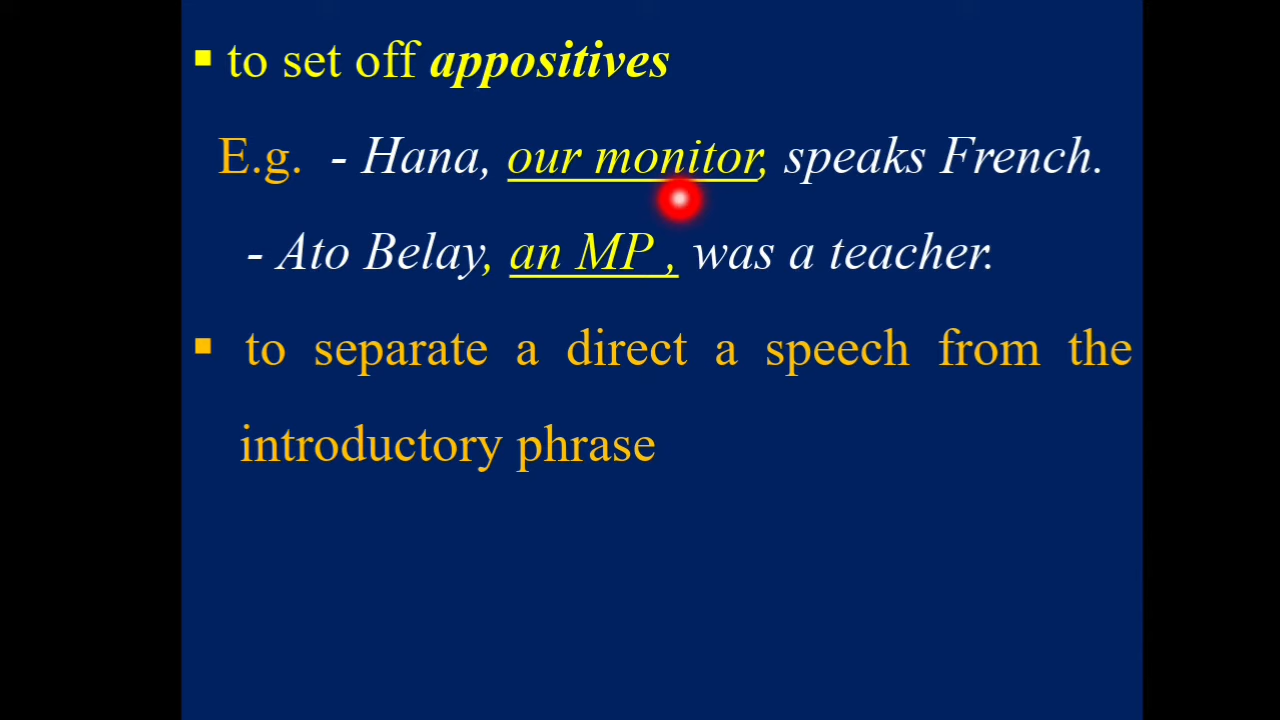 ▪ to set off appositives
E.g. - Hana, our monitor, speaks French.
- Ato Belay, an MP , was a teacher.
▪ to separate a direct a speech from the
introductory phrase